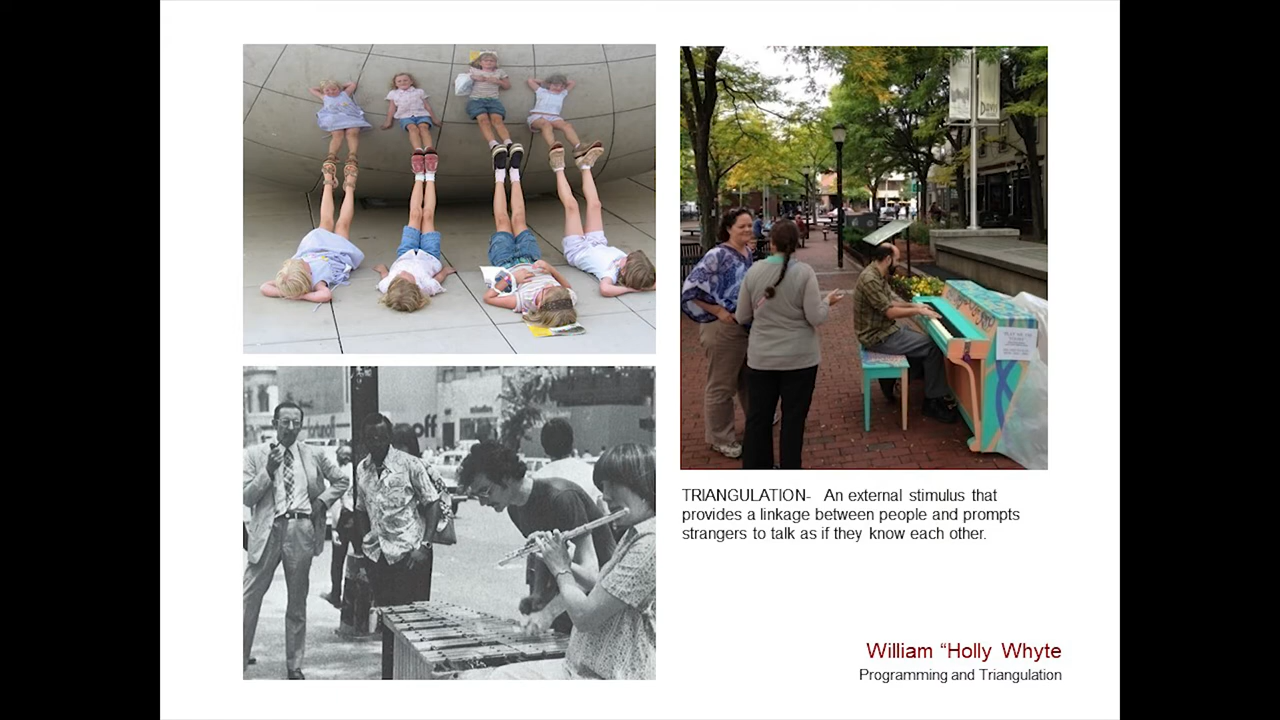 DAVIS
TRIANGULATION-  An external stimulus that
provides a linkage between people and prompts
strangers to talk as if they know each other.
William “Holly Whyte
Programming and Triangulation